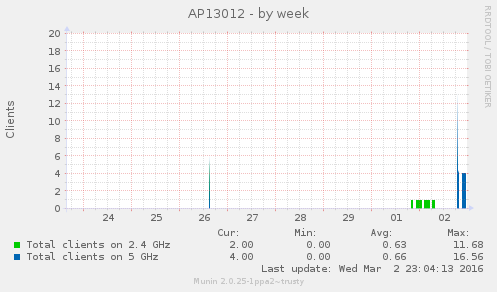 AP13012 - by week
RRDTOOL / TOBI OETIKER
Clients
20
18
16
14
12
10
8
6
4
2
0
24 25 26 27 28 29 01 02
Cur: Min: Avg: Max:
Total clients on 2.4 GHz 2.00 0.00 0.63 11.68
Total clients on 5 GHz 4.00 0.00 0.66 16.56
Last update: Wed Mar 2 23:04:13 2016
Munin 2.0.25-1ppa2~trusty